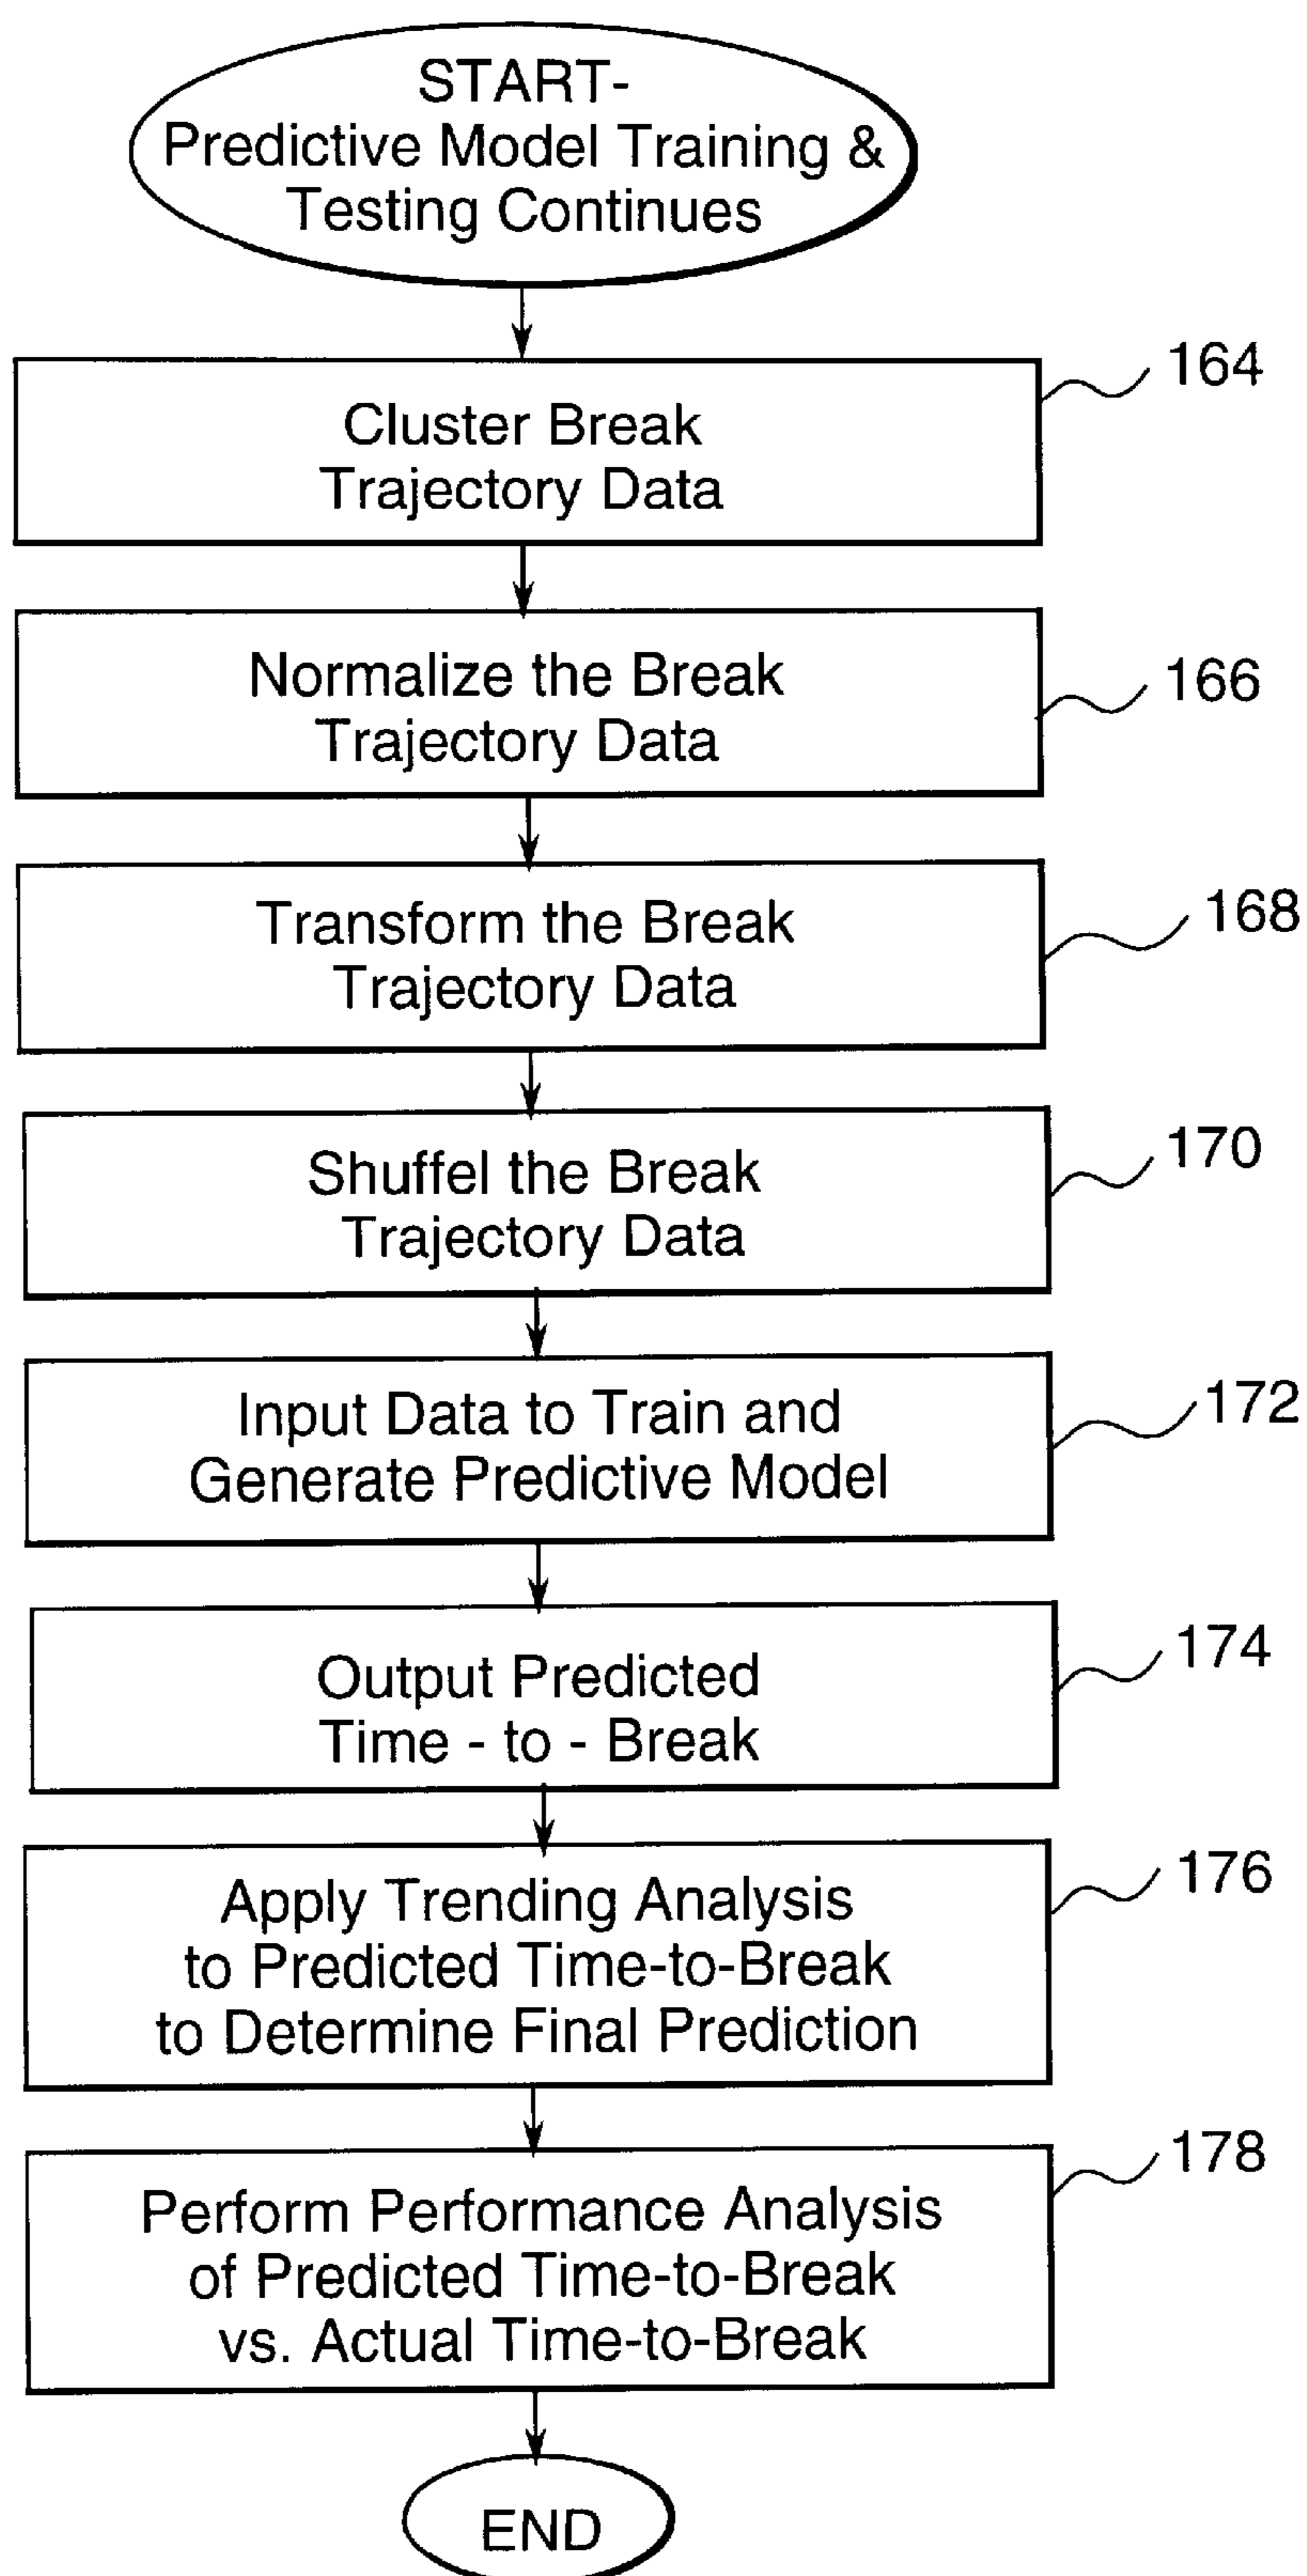 START-
Predictive Model Training &
Testing Continues
164
Cluster Break
Trajectory Data
166
Normalize the Break
Trajectory Data
168
Transform the Break
Trajectory Data
170
Shuffel the Break
Trajectory Data
172
Input Data to Train and
Generate Predictive Model
174
Output Predicted
Time - to - Break
176
Apply Trending Analysis
to Predicted Time-to-Break
to Determine Final Prediction
178
Perform Performance Analysis
of Predicted Time-to-Break
vs. Actual Time-to-Break
END